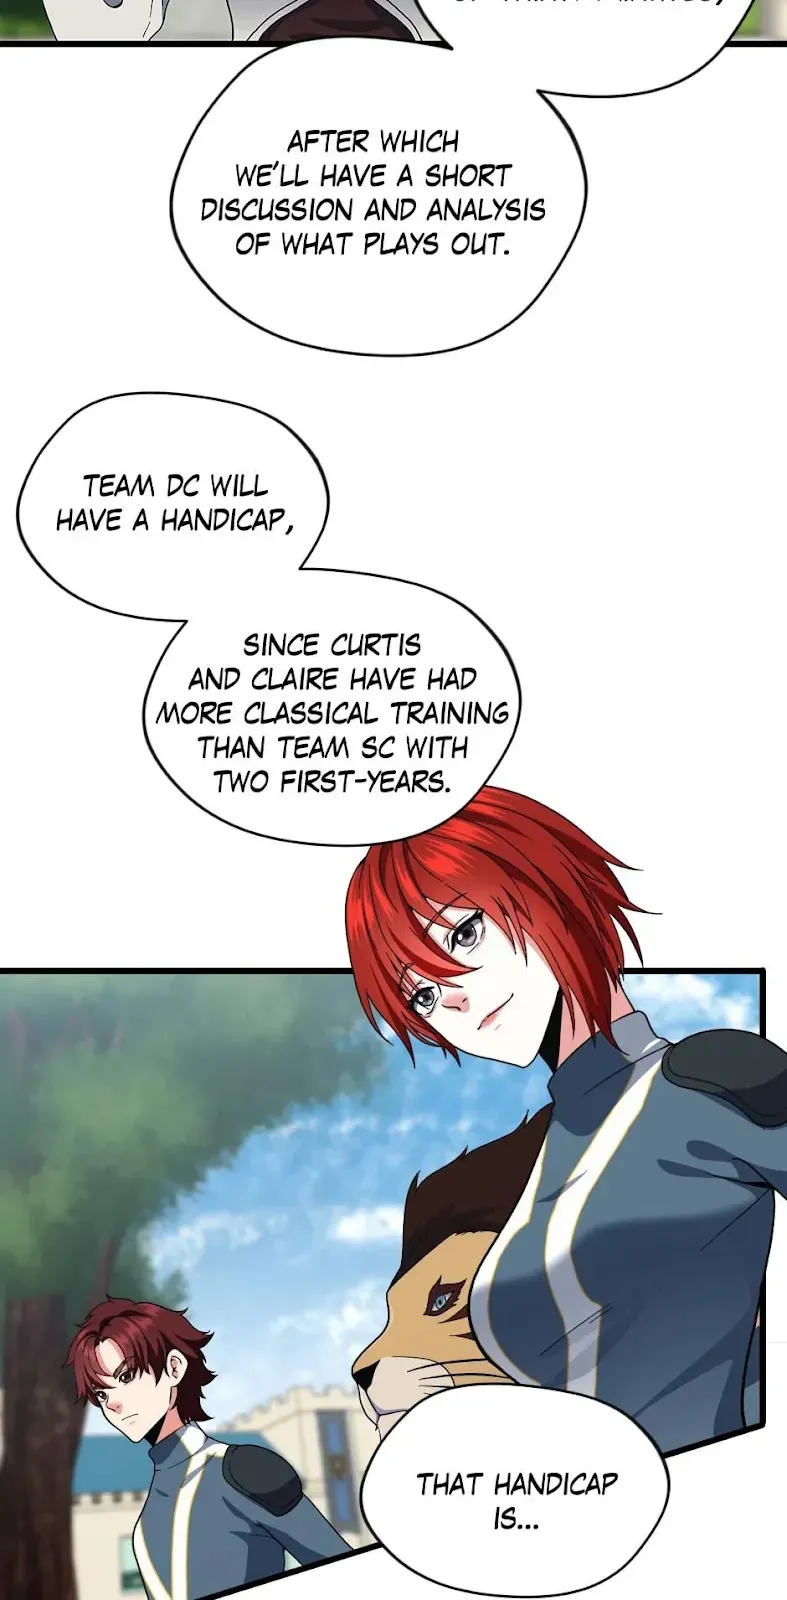 AFTER WHICH
WE'LL HAVE A SHORT
DISCUSSION AND ANALYSIS
OF WHAT PLAYS OUT.
TEAM DC WILL
HAVE A HANDICAP,
SINCE CURTIS
AND CLAIRE HAVE HAD
MORE CLASSICAL TRAINING
THAN TEAM SC WITH
TWO FIRST-YEARS.
THAT HANDICAP
IS...